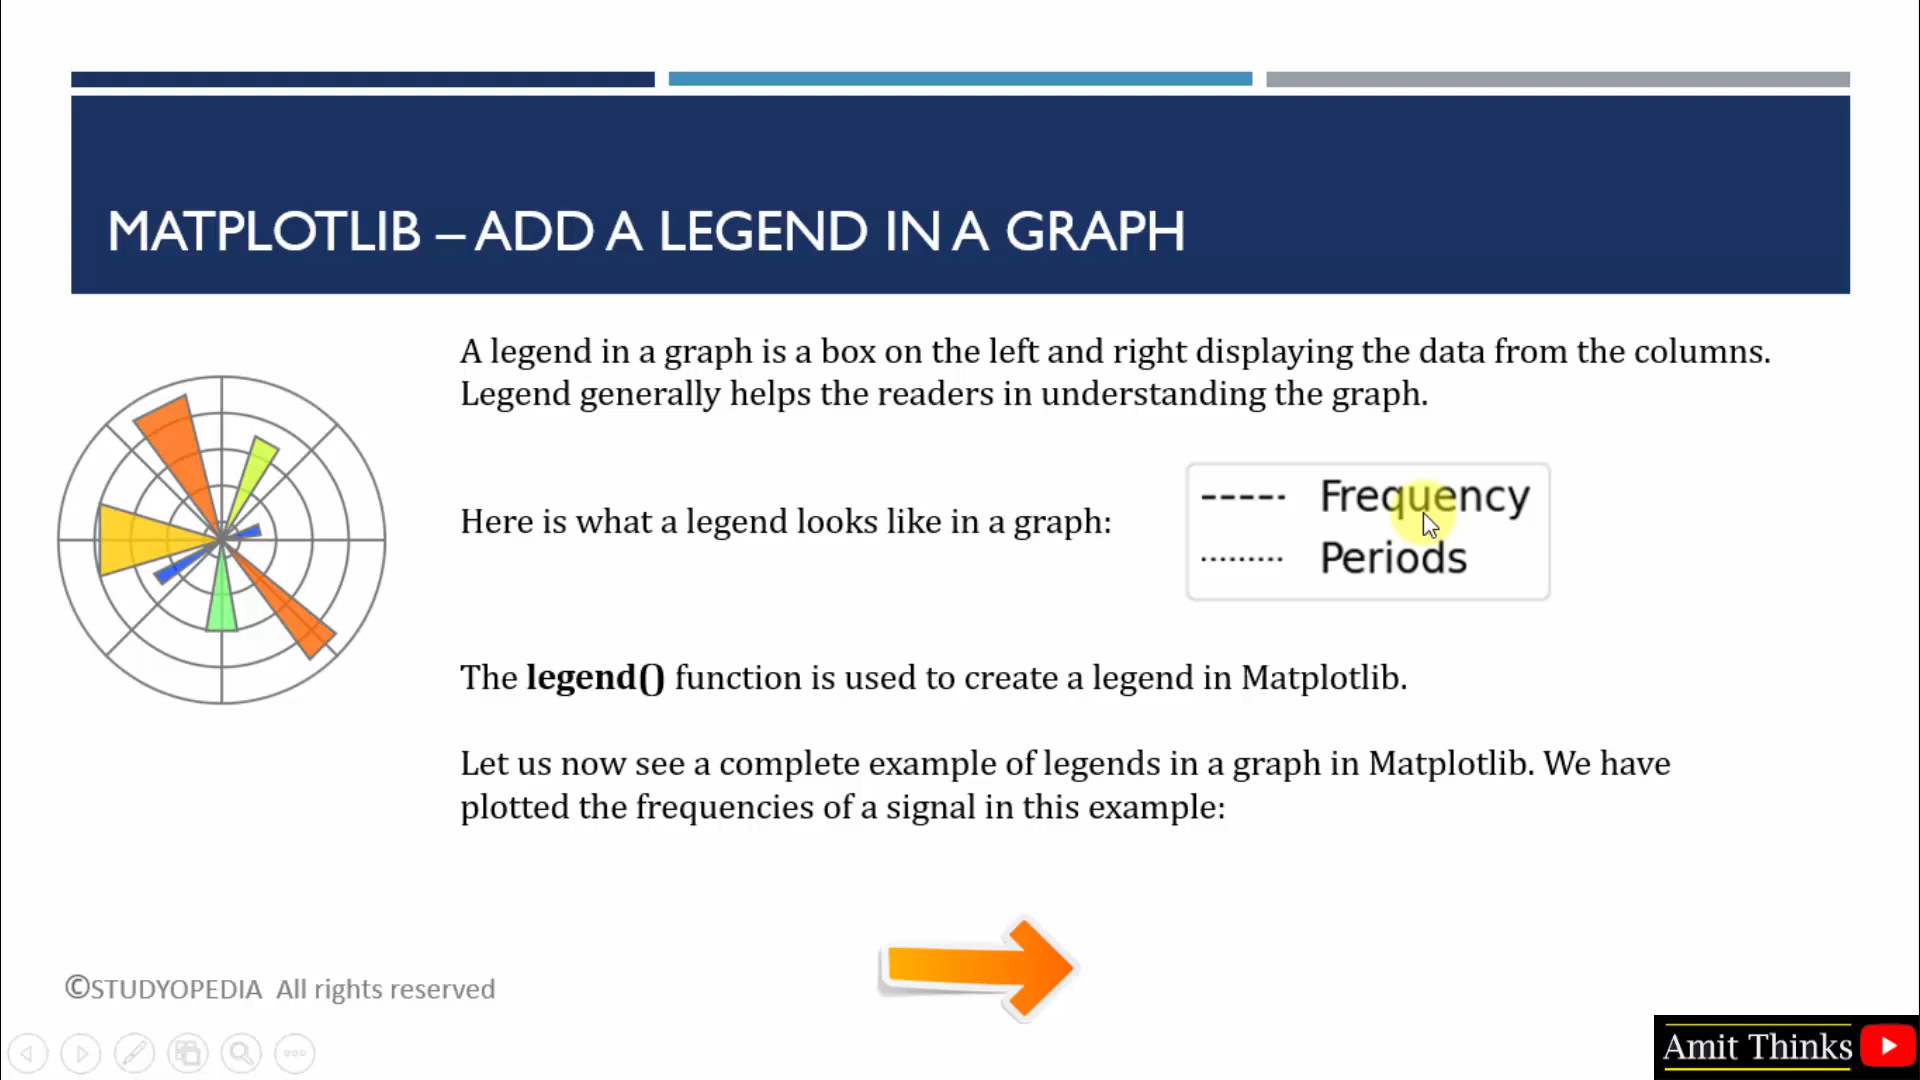 MATPLOTLIB – ADD A LEGEND IN A GRAPH
A legend in a graph is a box on the left and right displaying the data from the columns.
Legend generally helps the readers in understanding the graph.
Here is what a legend looks like in a graph:
Frequency
Periods
The legend() function is used to create a legend in Matplotlib.
Let us now see a complete example of legends in a graph in Matplotlib. We have
plotted the frequencies of a signal in this example:
©STUDYOPEDIA All rights reserved
Amit Thinks